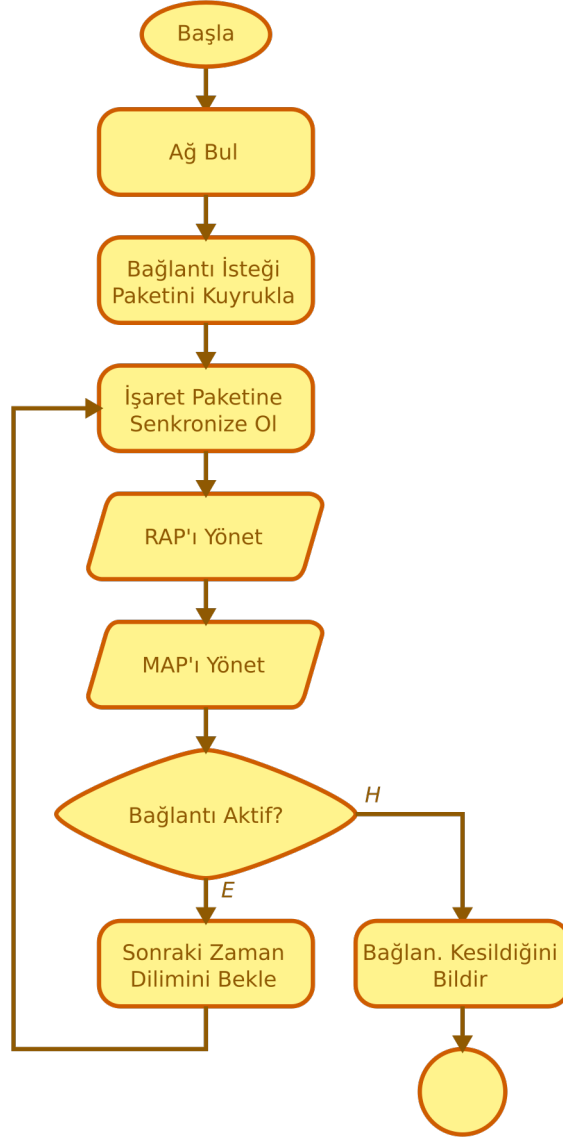 Başla
Ağ Bul
Bağlantı İsteği
Paketini Kuyrukla
İşaret Paketine
Senkronize Ol
RAP'ı Yönet
MAP'ı Yönet
Bağlantı Aktif?
H
E
Sonraki Zaman
Dilimini Bekle
Bağlan. Kesildiğini
Bildir